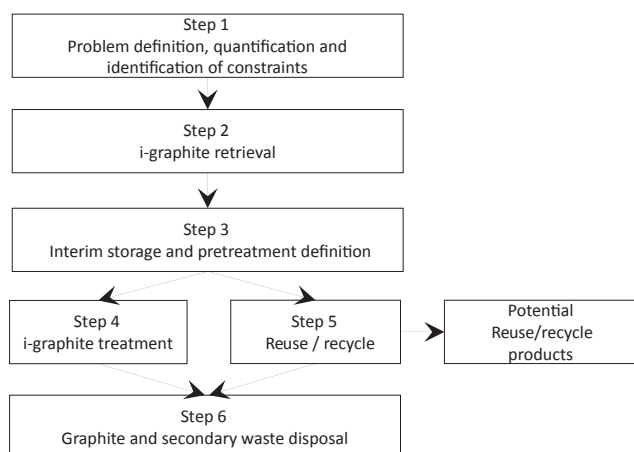 Step 1
Problem definition, quantification and
identification of constraints
Step 2
i-graphite retrieval
Step 3
Interim storage and pretreatment definition
Step 4
i-graphite treatment
Step 5
Reuse / recycle
Potential
Reuse/recycle
products
Step 6
Graphite and secondary waste disposal